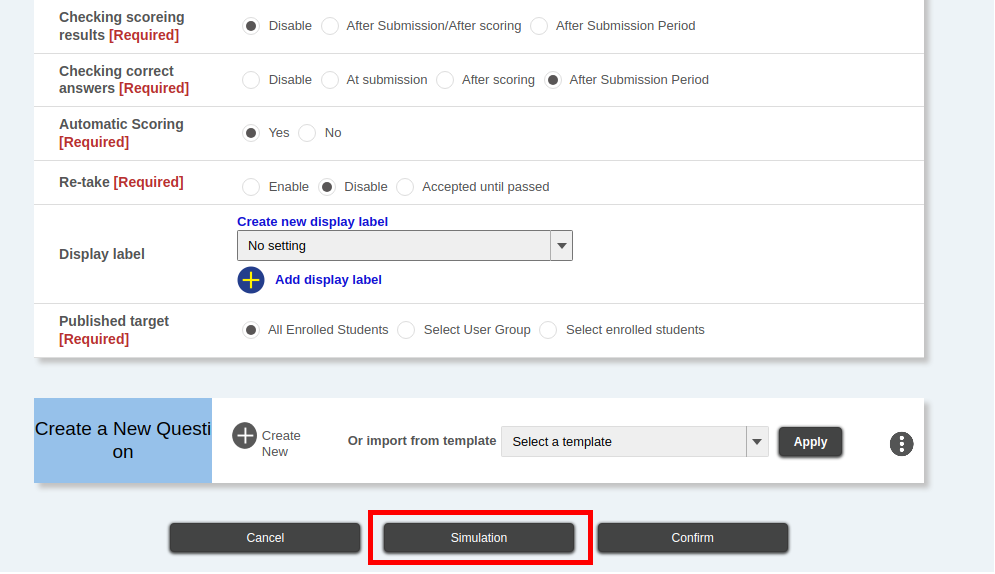 Checking scoreing
results [Required]
Disable After Submission/After scoring After Submission Period
Checking correct
answers [Required]
Disable At submission After scoring After Submission Period
Automatic Scoring
[Required]
Yes No
Re-take [Required]
Enable Disable Accepted until passed
Create new display label
Display label
No setting
Add display label
Published target
[Required]
All Enrolled Students Select User Group Select enrolled students
Create a New Questi
on
Create
New
Or import from template Select a template Apply
Cancel Simulation Confirm